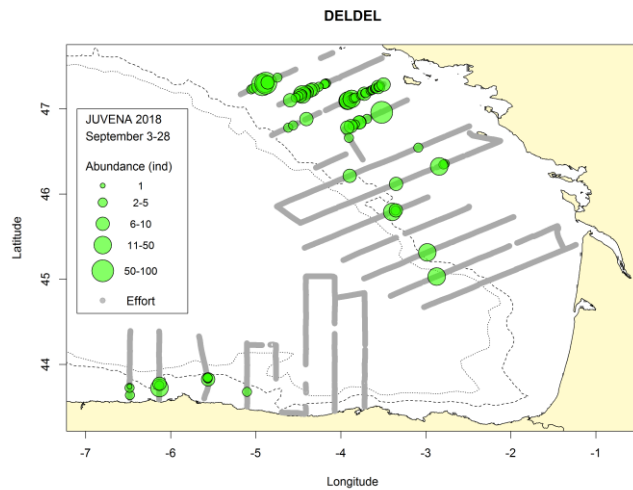 DELDEL
JUVENA 2018
September 3-28
Abundance (ind)
1
2-5
6-10
11-50
50-100
Effort
Latitude
47
46
45
44
-7 -6 -5 -4 -3 -2 -1 -0
Longitude